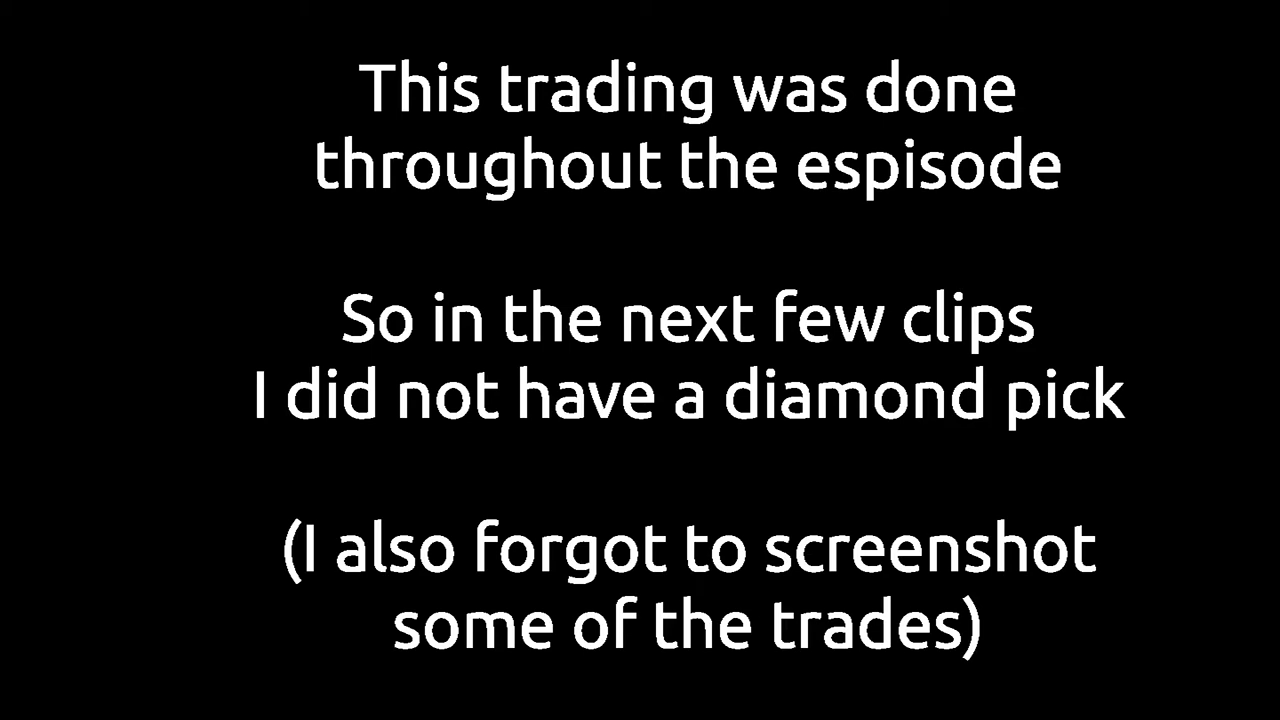 This trading was done
throughout the espisode
So in the next few clips
I did not have a diamond pick
(I also forgot to screenshot
some of the trades)